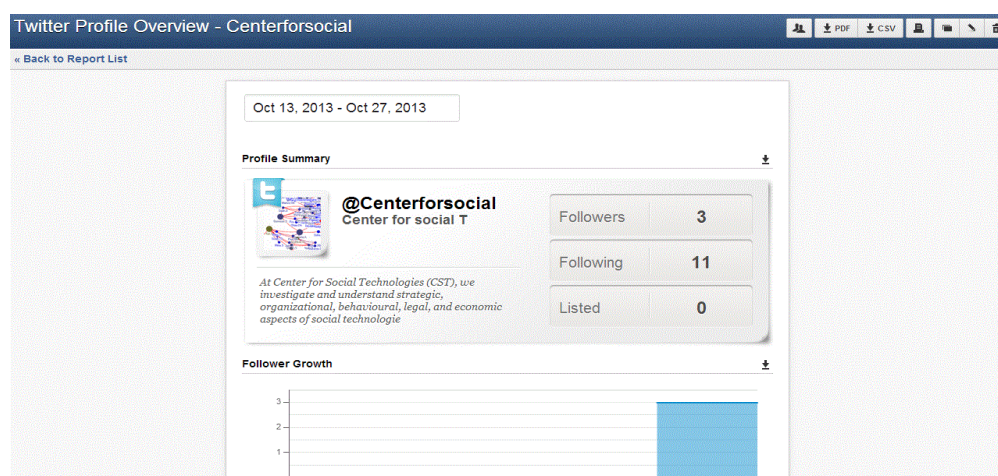 Twitter Profile Overview - Centerforsocial
PDF
CSV
« Back to Report List
Oct 13, 2013 - Oct 27, 2013
Profile Summary
@Centerforsocial
Center for social T
At Center for Social Technologies (CST), we
investigate and understand strategic,
organizational, behavioural, legal, and economic
aspects of social technologie
Followers 3
Following 11
Listed 0
Follower Growth
3
2
1